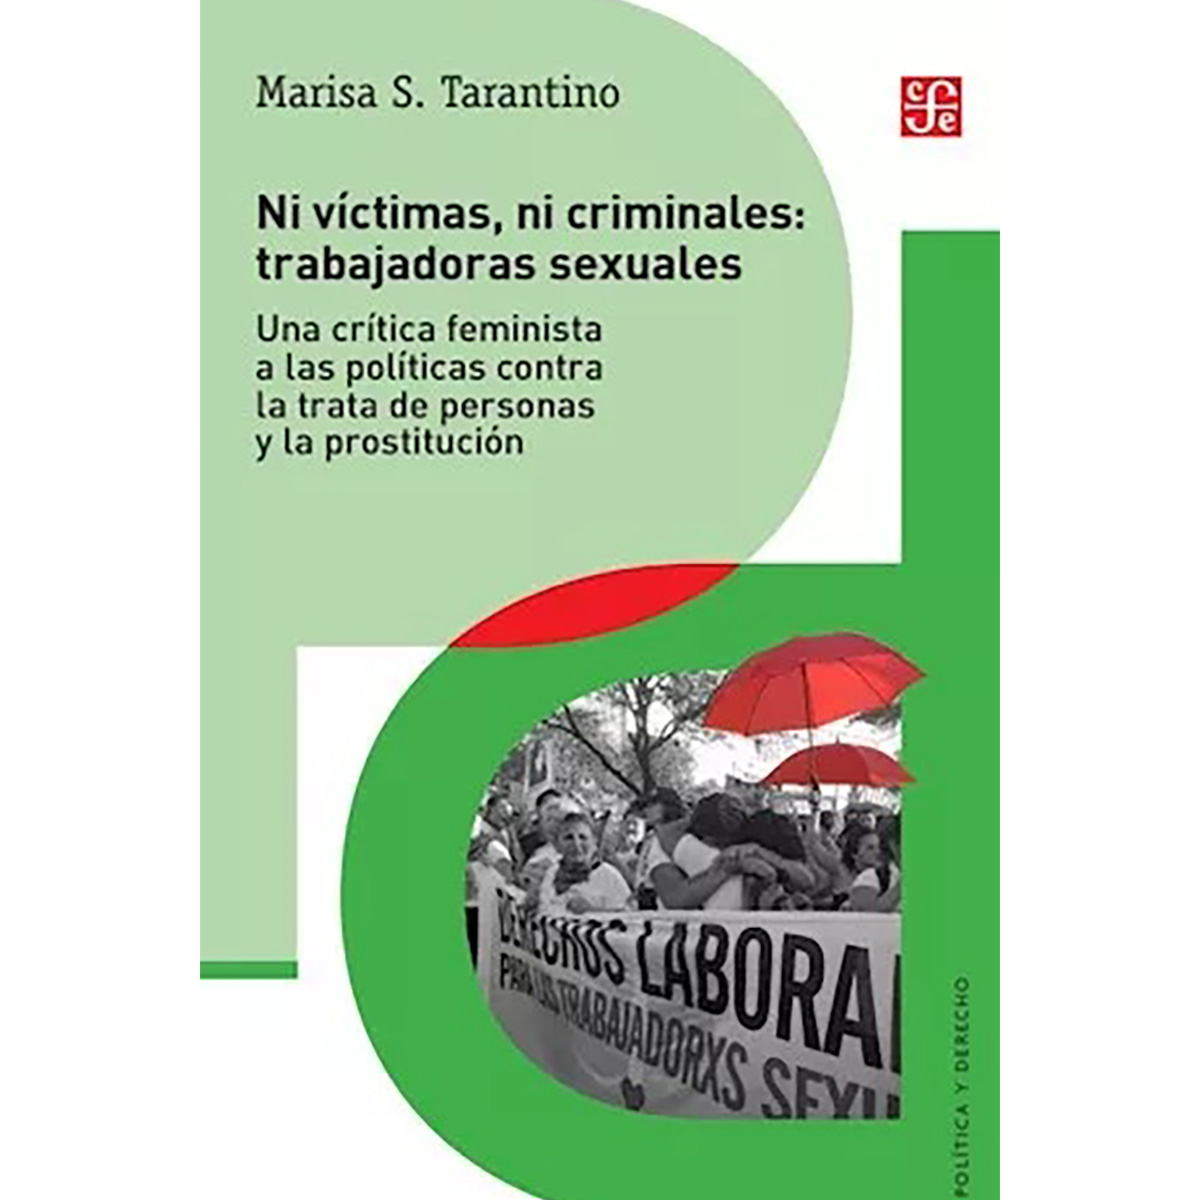 Marisa S. Tarantino
cfe
Ni víctimas, ni criminales:
trabajadoras sexuales
Una crítica feminista
a las políticas contra
la trata de personas
y la prostitución
DERECHOS LABORAL
PARA LAS TRABAJADORXS SEXU
POLÍTICA Y DERECHO